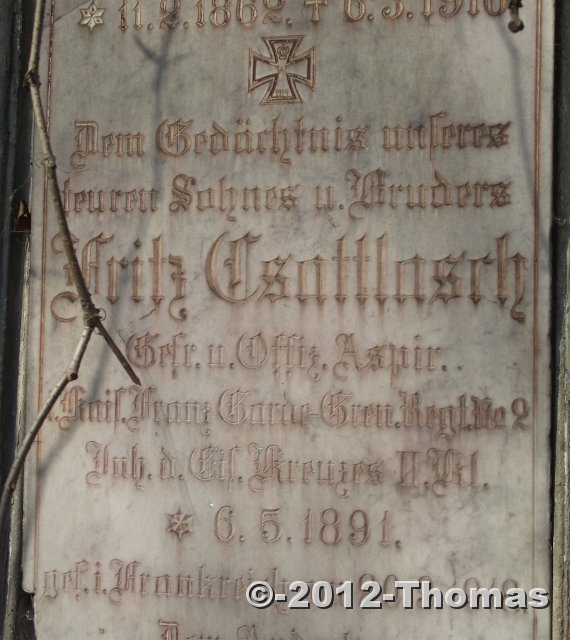 11.2.1862. † 6.3.1916
Dem Gedächtnis unseres
teuren Sohnes u. Bruders
Fritz Csattlasch
Gefr. u. Offiz. Aspir.
i. Kais. Franz Garde-Gren. Regt. No 2
Inh. d. Eis. Kreuzes II. Kl.
6.5.1891.
gef. i. Frankreich
©-2012-Thomas